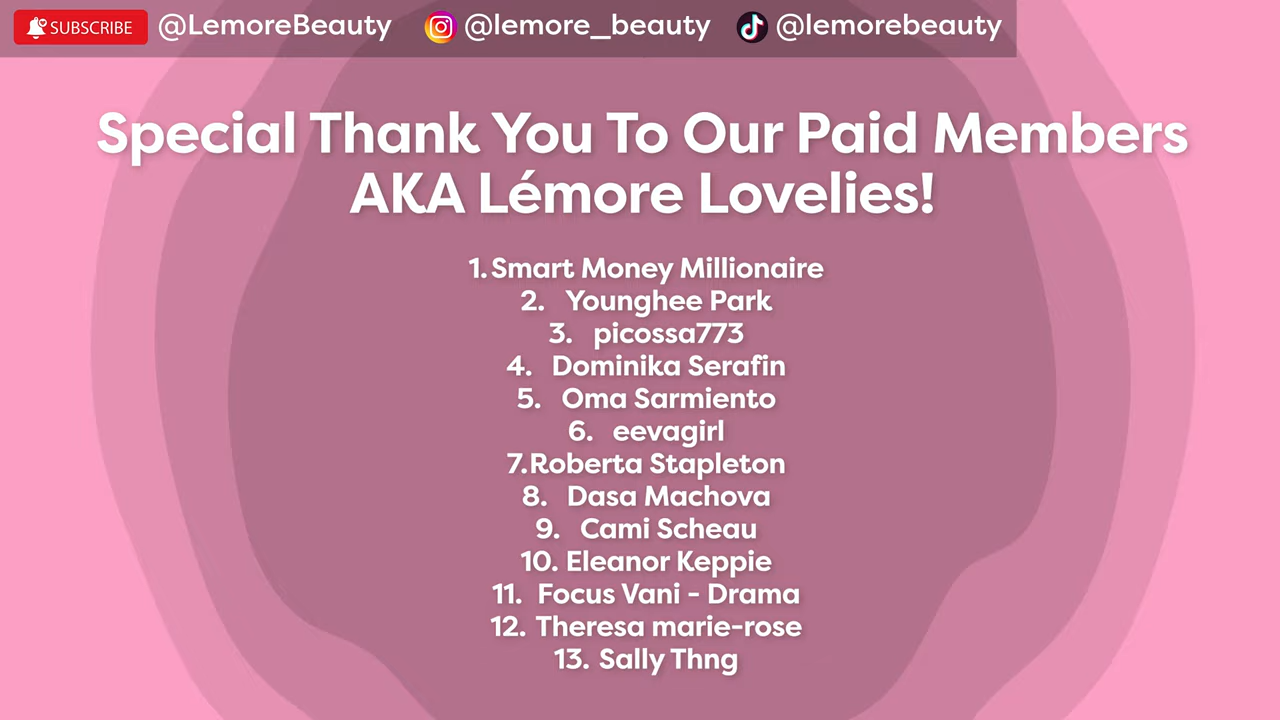 SUBSCRIBE @LemoreBeauty @lemore_beauty @lemorebeauty
Special Thank You To Our Paid Members
AKA Lémore Lovelies!
1. Smart Money Millionaire
2. Younghee Park
3. picossa773
4. Dominika Serafin
5. Oma Sarmiento
6. eevagirl
7. Roberta Stapleton
8. Dasa Machova
9. Cami Scheau
10. Eleanor Keppie
11. Focus Vani - Drama
12. Theresa marie-rose
13. Sally Thng